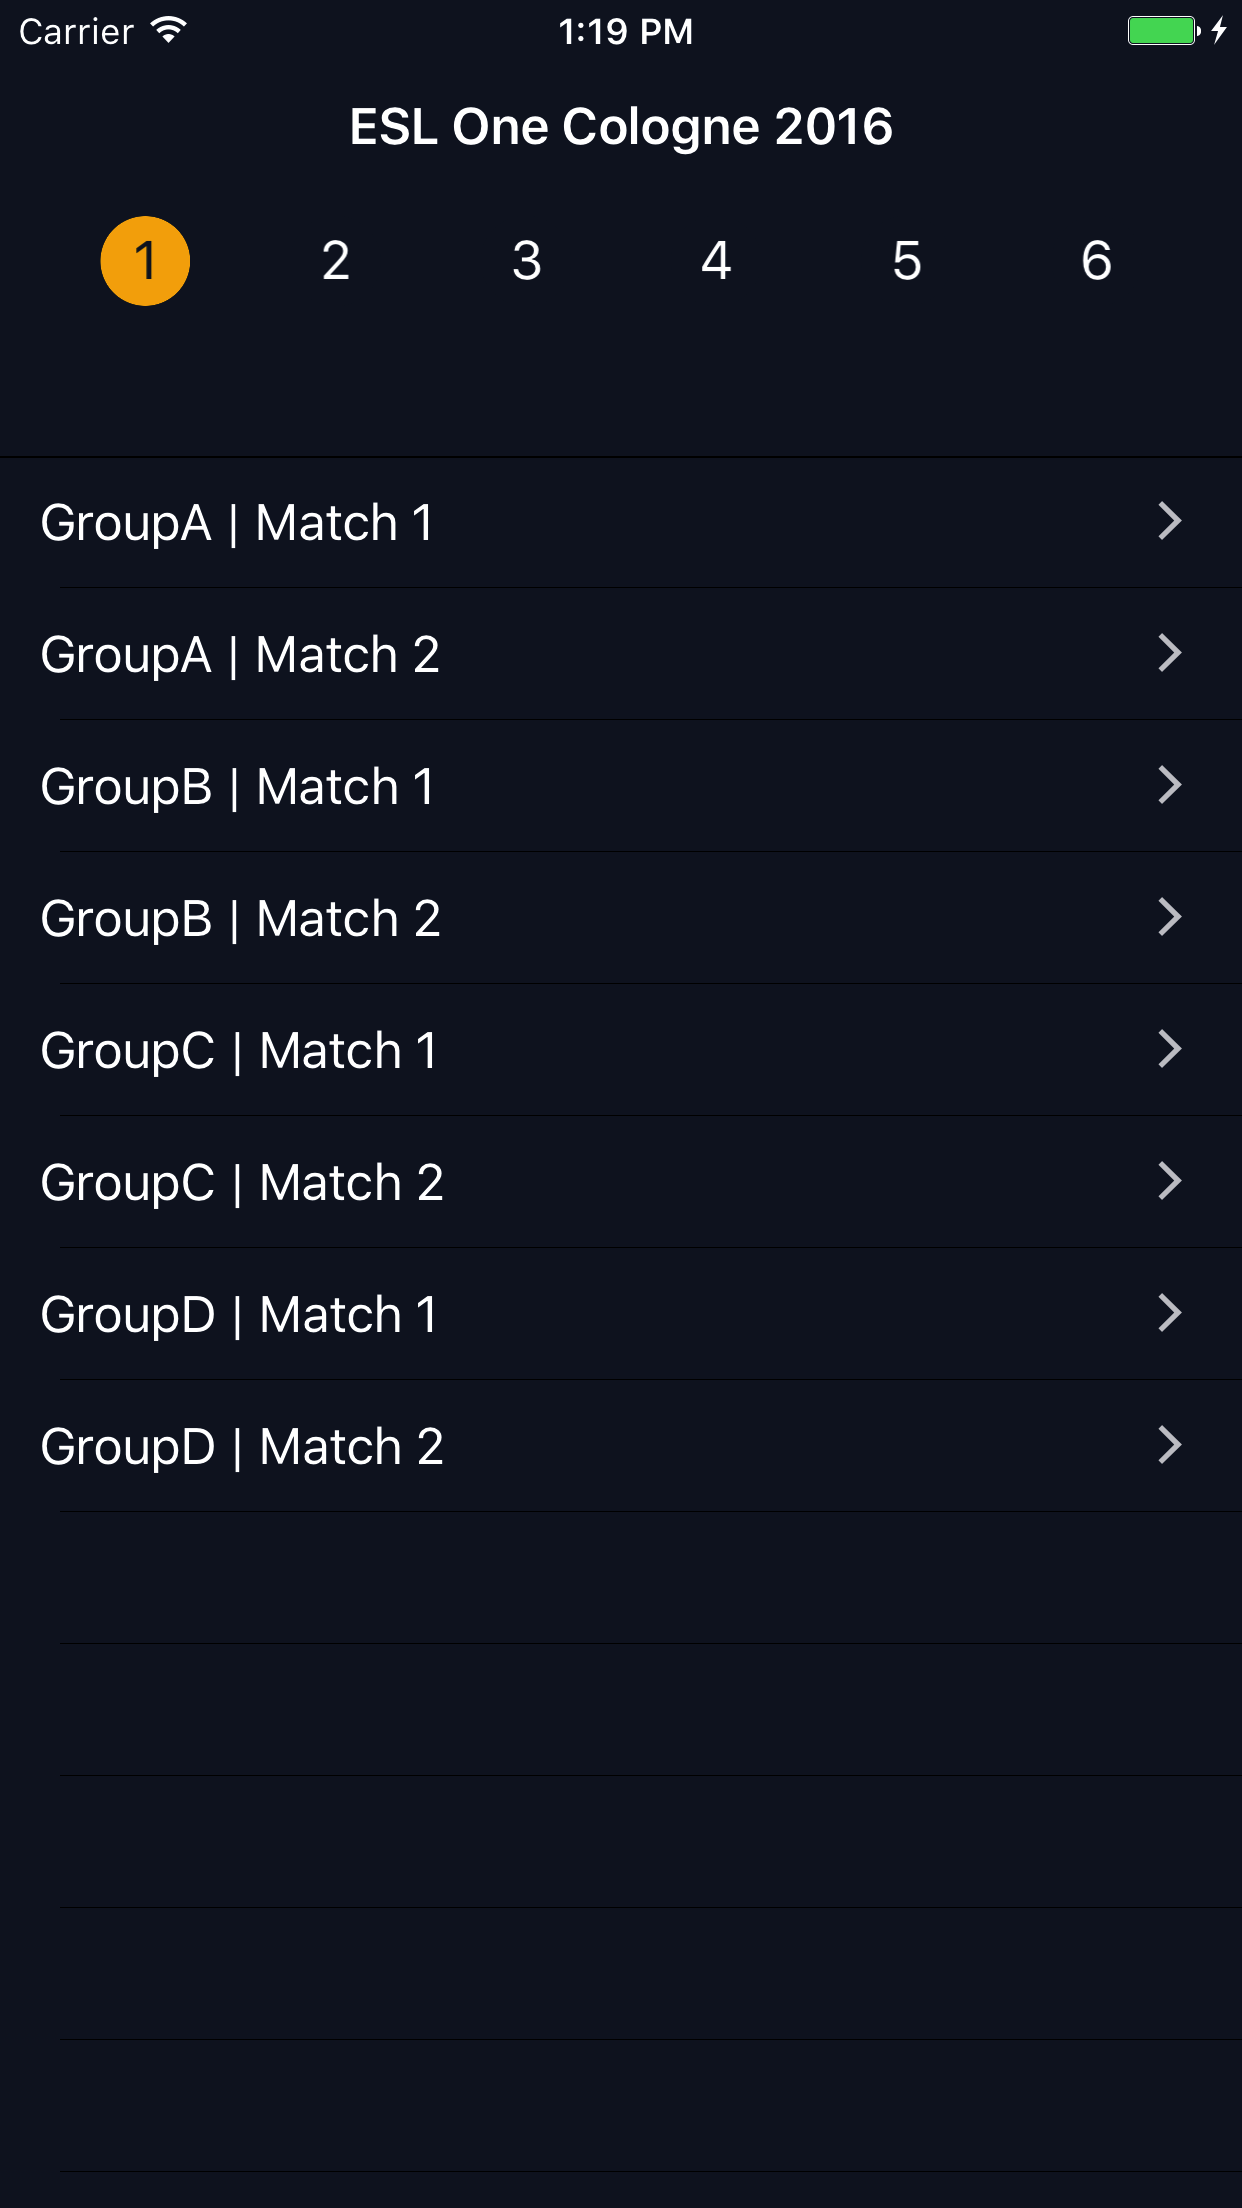 Carrier 1:19 PM
ESL One Cologne 2016
1 2 3 4 5 6
GroupA | Match 1
GroupA | Match 2
GroupB | Match 1
GroupB | Match 2
GroupC | Match 1
GroupC | Match 2
GroupD | Match 1
GroupD | Match 2